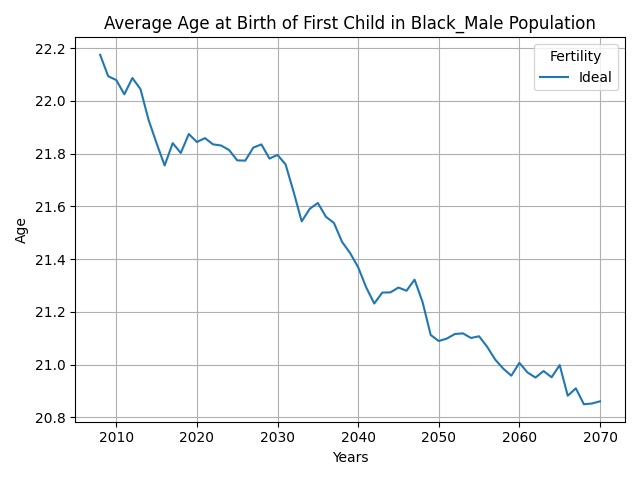 Average Age at Birth of First Child in Black_Male Population
Fertility
Ideal
22.2
22.0
21.8
21.6
21.4
21.2
21.0
20.8
Age
2010 2020 2030 2040 2050 2060 2070
Years